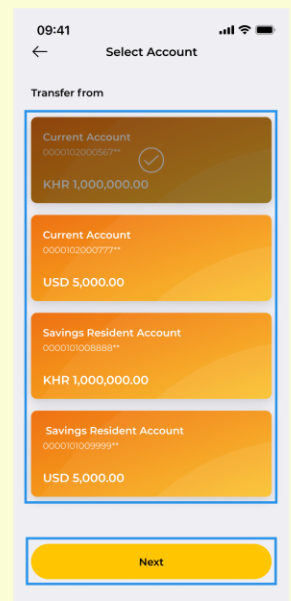 09:41
Select Account
Transfer from
Current Account
0000102000567**
KHR 1,000,000.00
Current Account
0000102000777**
USD 5,000.00
Savings Resident Account
0000101008888**
KHR 1,000,000.00
Savings Resident Account
0000101009999**
USD 5,000.00
Next